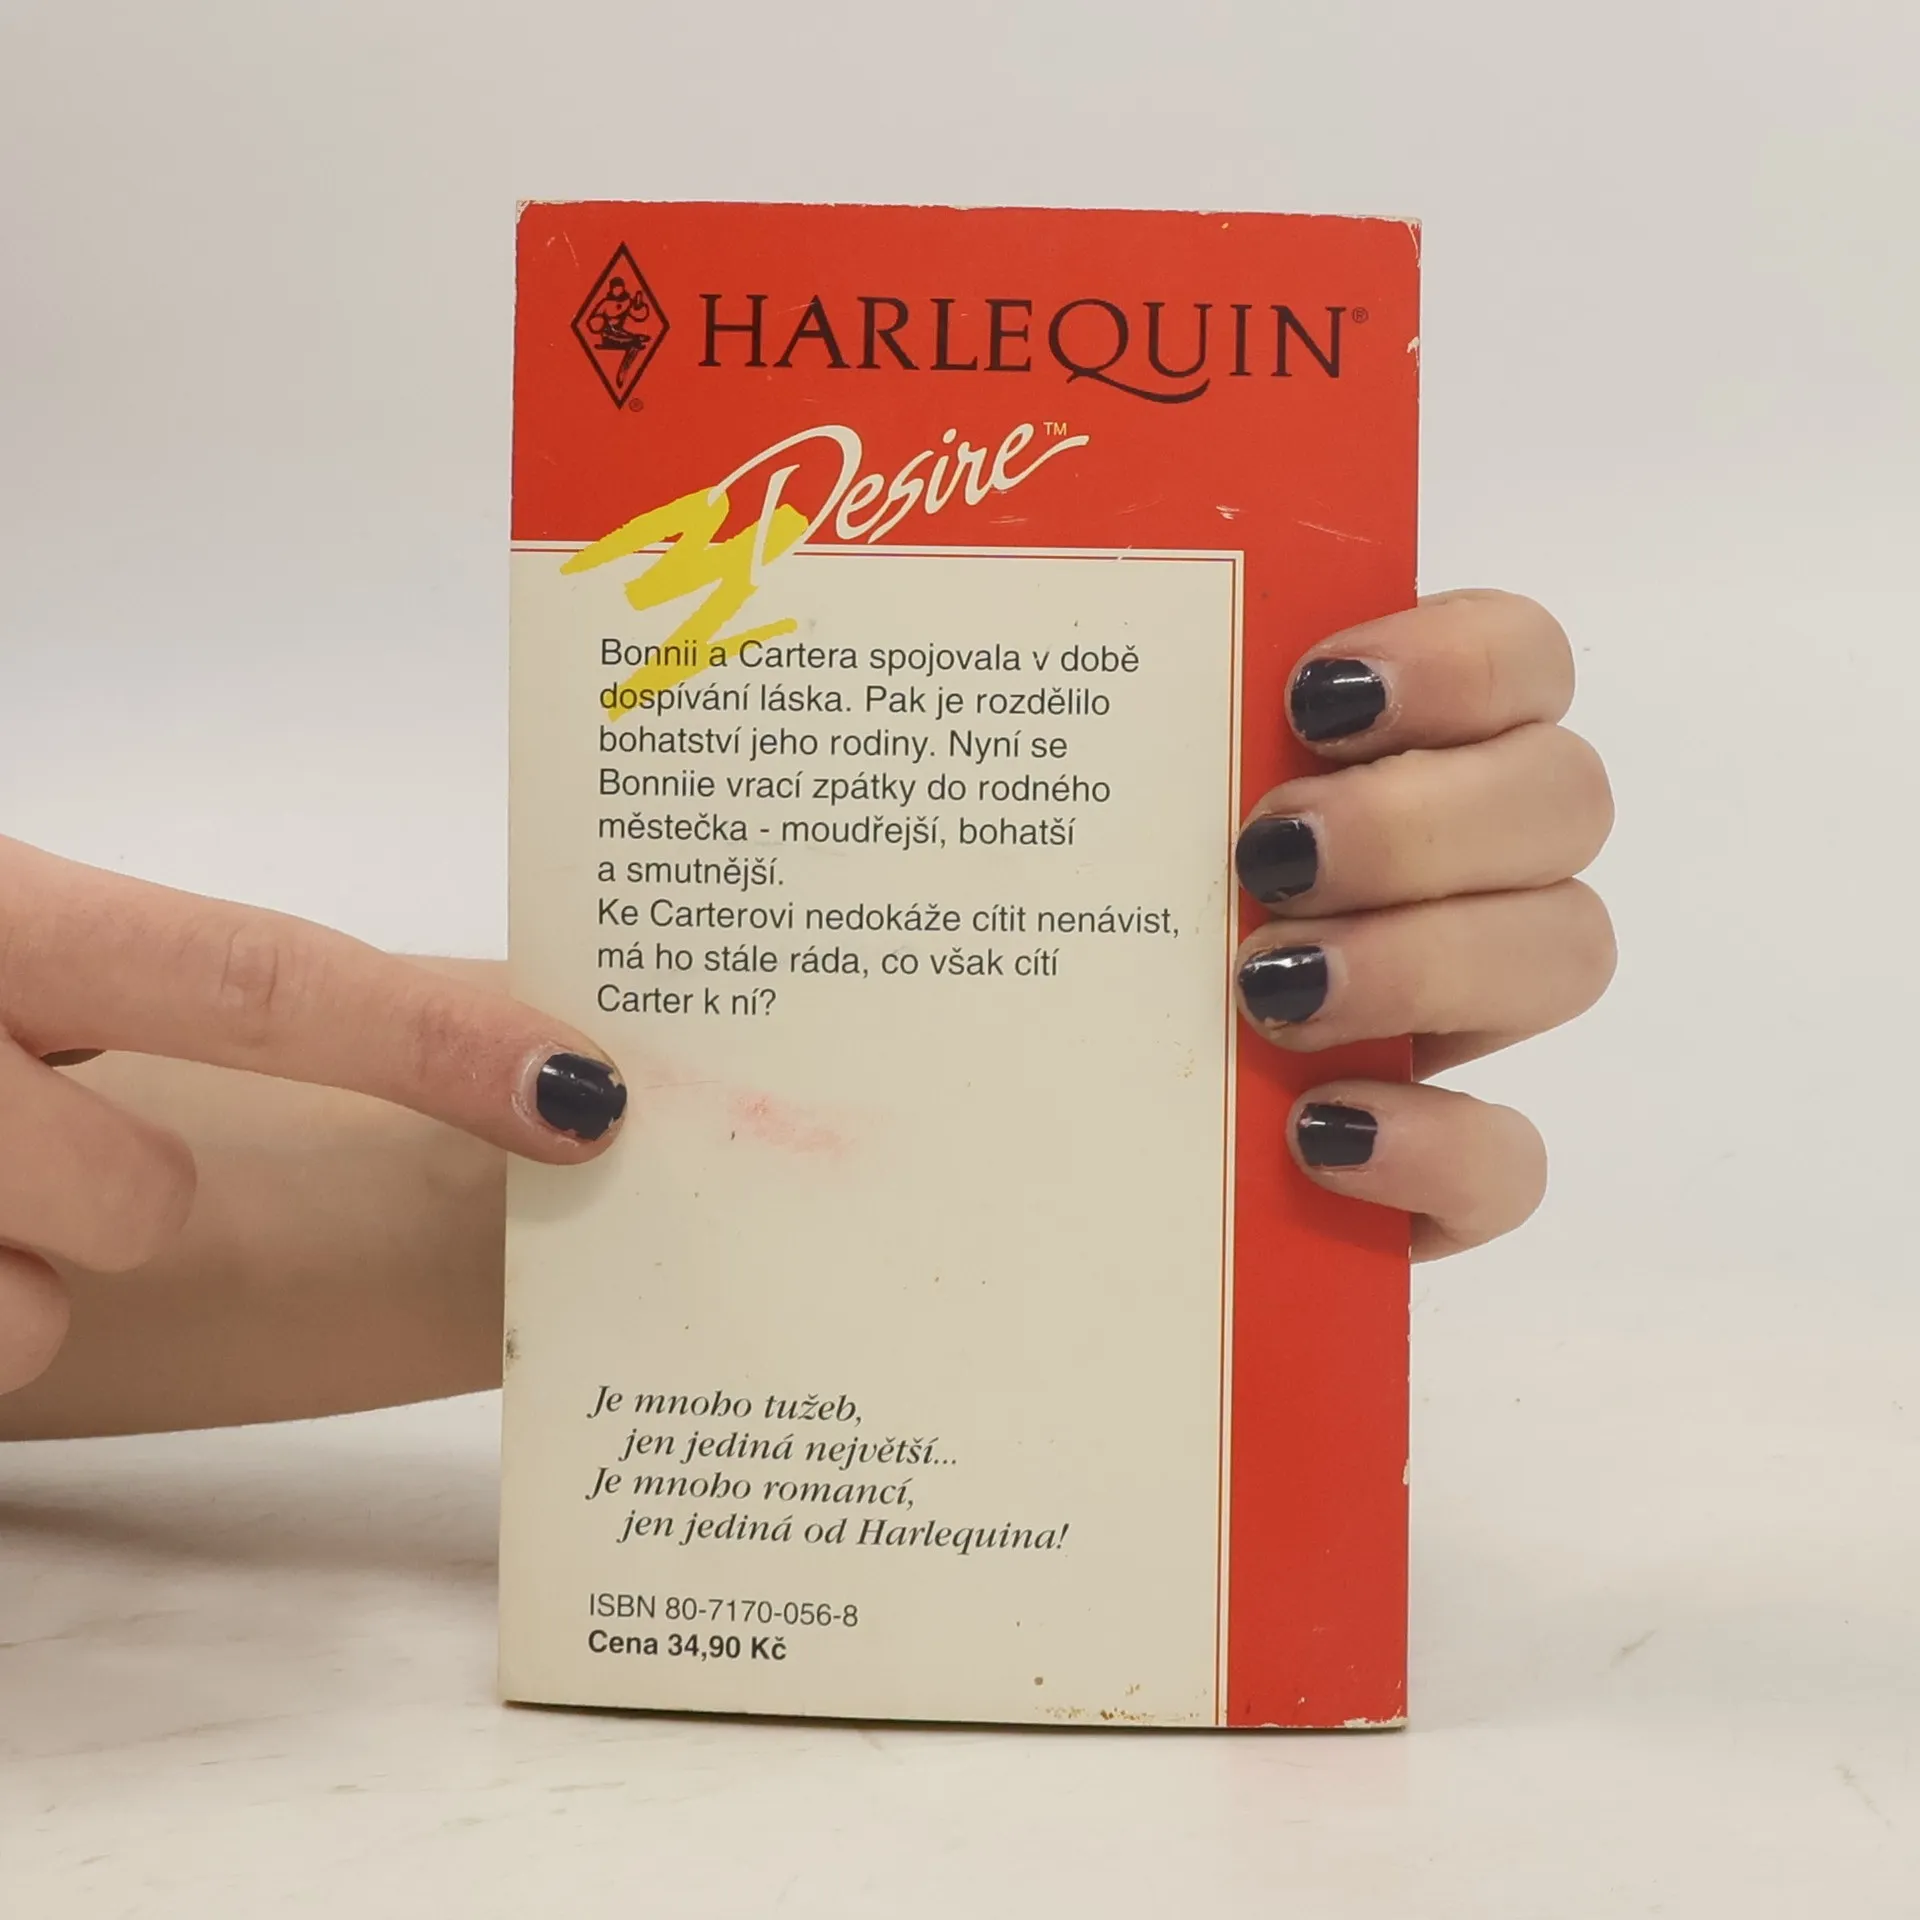 HARLEQUIN®
®
Desire™
Bonnii a Cartera spojovala v době
dospívání láska. Pak je rozdělilo
bohatství jeho rodiny. Nyní se
Bonniie vrací zpátky do rodného
městečka - moudřejší, bohatší
a smutnější.
Ke Carterovi nedokáže cítit nenávist,
má ho stále ráda, co však cítí
Carter k ní?
Je mnoho tužeb,
jen jediná největší...
Je mnoho romancí,
jen jediná od Harlequina!
ISBN 80-7170-056-8
Cena 34,90 Kč